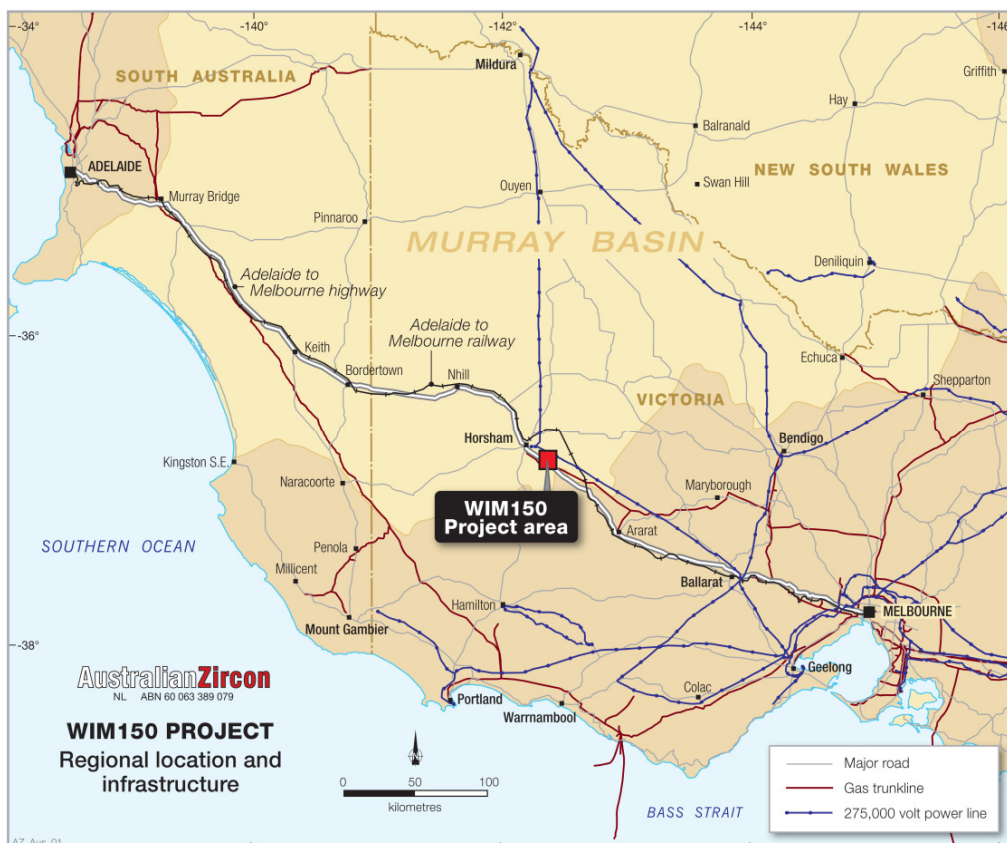 -34°
-140°
-142°
-144°
-146
SOUTH AUSTRALIA
Mildura
Griffith
Hay
Balranald
ADELAIDE
NEW SOUTH WALES
Swan Hill
Ouyen
Murray Bridge
Pinnaroo
MURRAY BASIN
Deniliquin
Adelaide to
Melbourne highway
Adelaide to
Melbourne railway
-36°
Keith
Echuca
Bordertown
Nhill
Shepparton
VICTORIA
Horsham
Bendigo
Kingston S.E.
Naracoorte
Maryborough
WIM150
Project area
Ararat
SOUTHERN OCEAN
Penola
Millicent
Ballarat
Hamilton
MELBOURNE
Mount Gambier
-38°
Geelong
AustralianZircon
NL ABN 60 063 389 079
Colac
Portland
Warrnambool
WIM150 PROJECT
Regional location and
infrastructure
N
0 50 100
kilometres
BASS STRAIT
Major road
Gas trunkline
275,000 volt power line
AZ_Aus_01